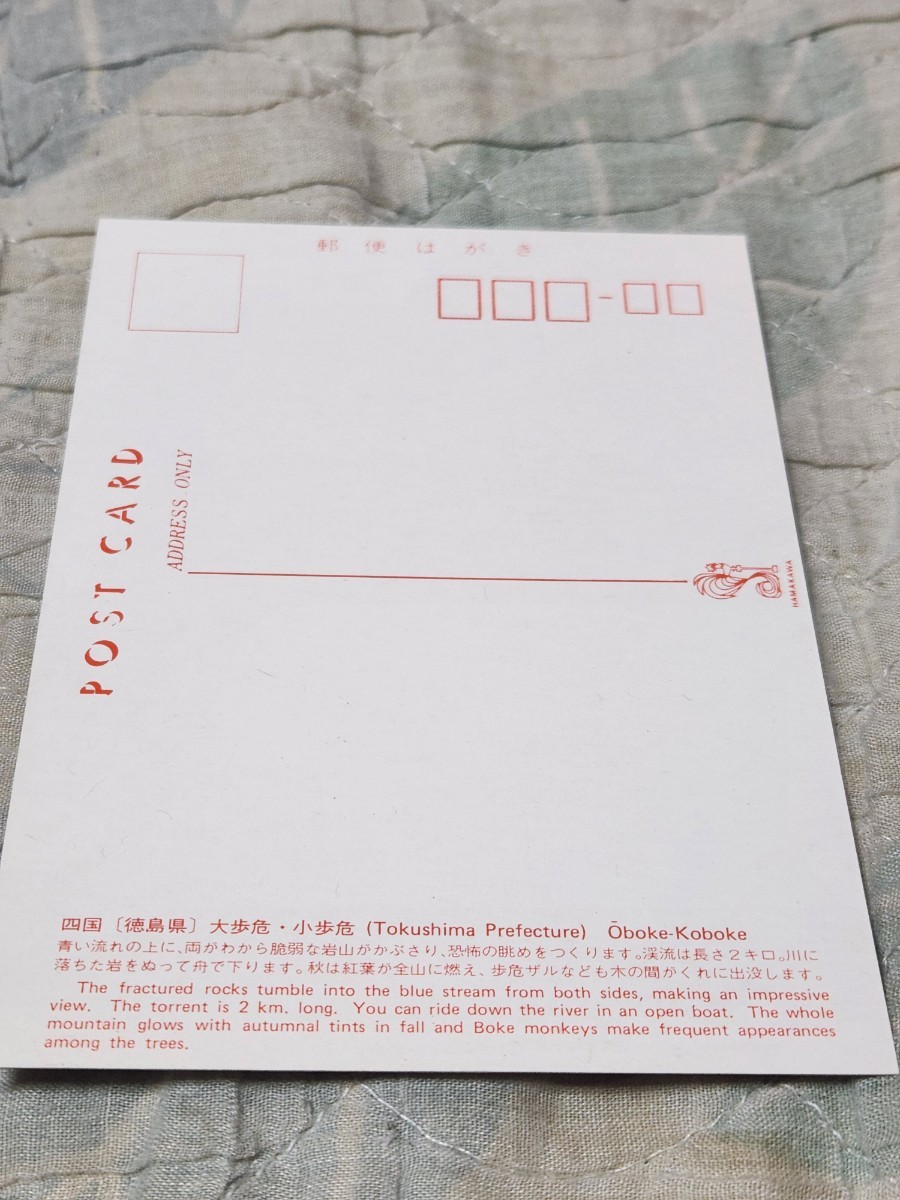 郵便はがき
POST CARD
ADDRESS ONLY
HAMAKAWA
四国〔徳島県〕大歩危・小歩危 (Tokushima Prefecture) Ōboke-Koboke
青い流れの上に、両がわから脆弱な岩山がかぶさり、恐怖の眺めをつくります。渓流は長さ2キロ。川に
落ちた岩をぬって舟で下ります。秋は紅葉が全山に燃え、歩危ザルなども木の間がくれに出没します。
The fractured rocks tumble into the blue stream from both sides, making an impressive
view. The torrent is 2 km. long. You can ride down the river in an open boat. The whole
mountain glows with autumnal tints in fall and Boke monkeys make frequent appearances
among the trees.